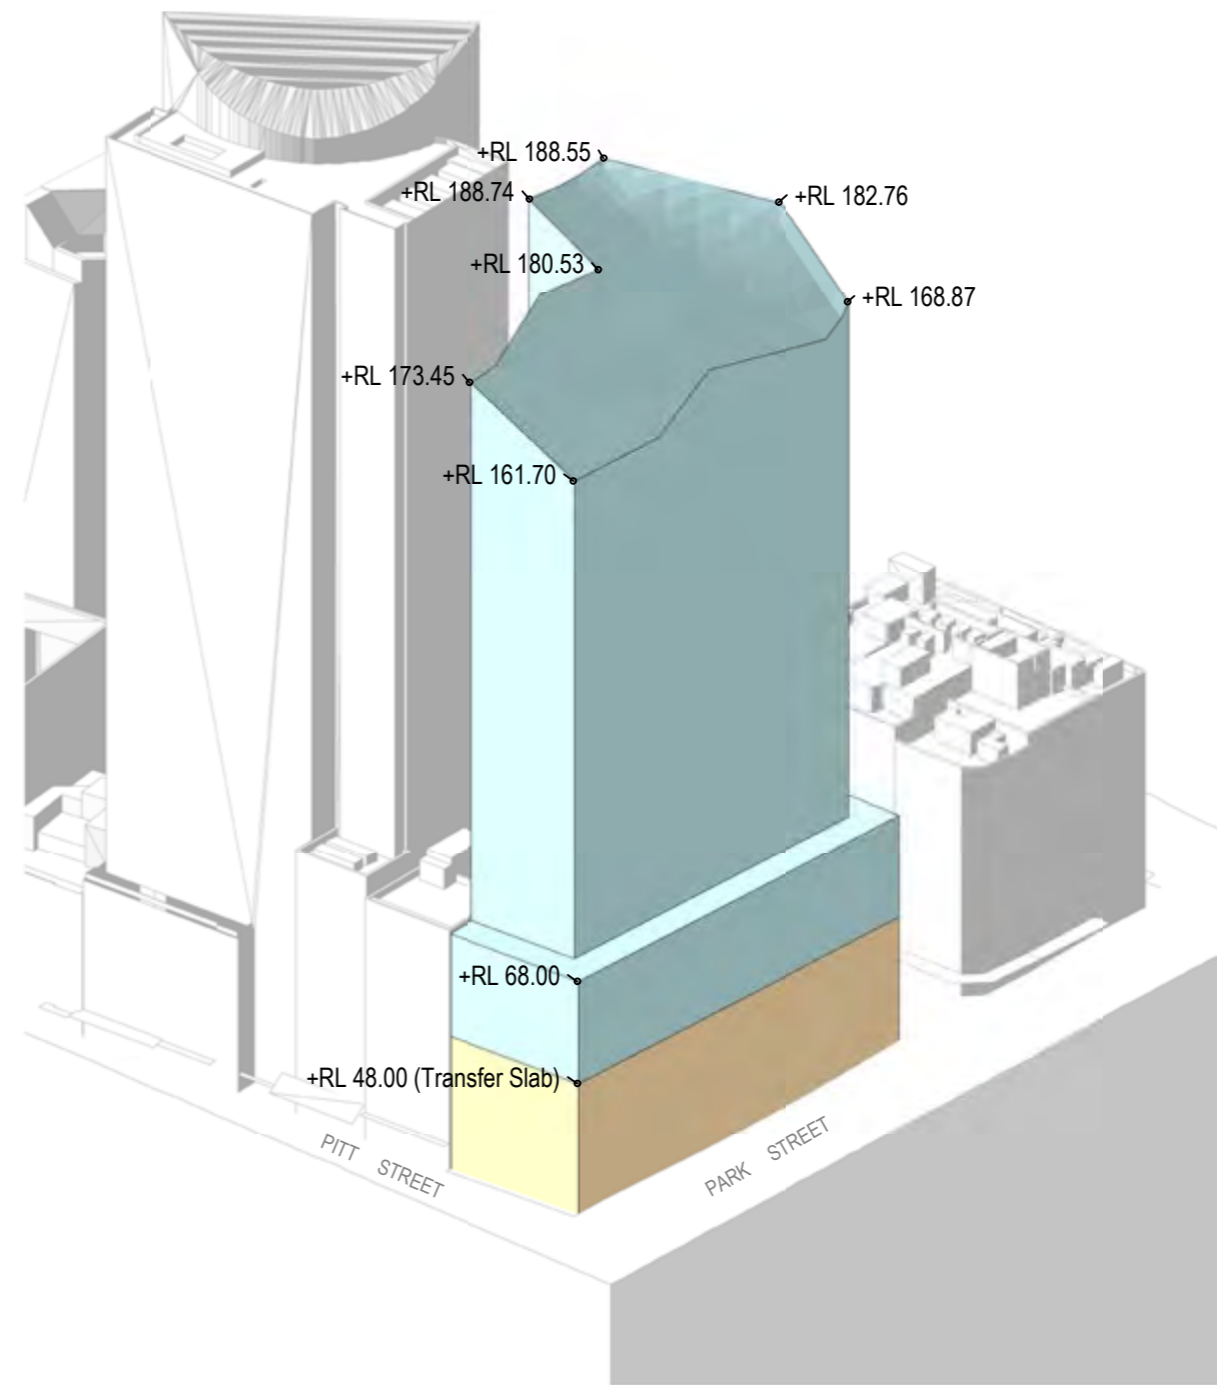 +RL 188.55
+RL 188.74
+RL 182.76
+RL 180.53
+RL 168.87
+RL 173.45
+RL 161.70
+RL 68.00
+RL 48.00 (Transfer Slab)
PITT STREET
PARK STREET